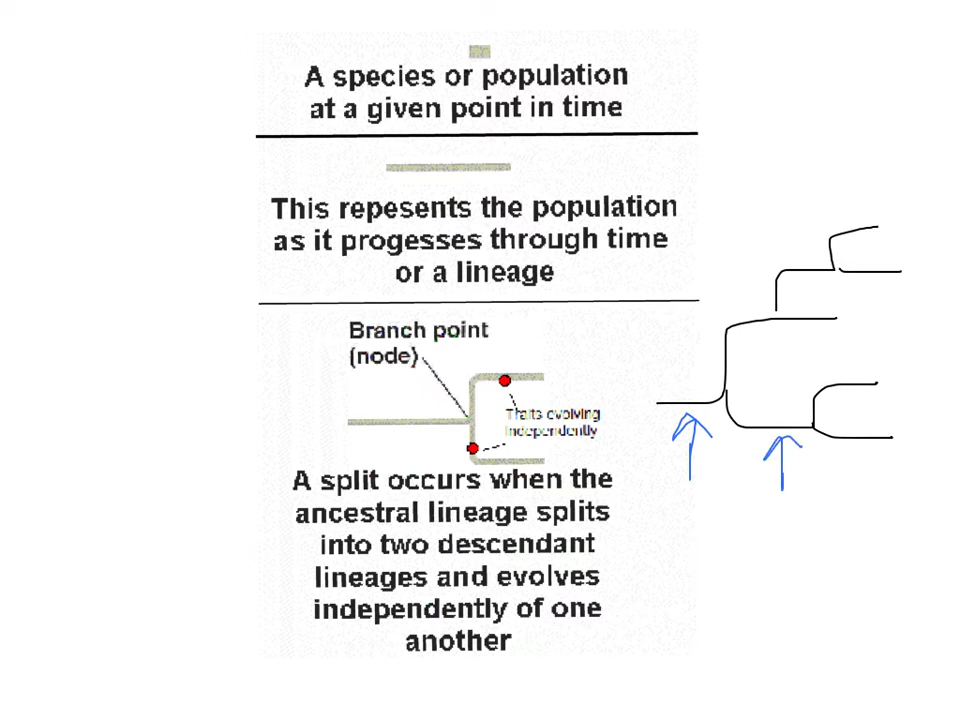 A species or population
at a given point in time
This repesents the population
as it progesses through time
or a lineage
Branch point
(node)
Traits evolving
independently
A split occurs when the
ancestral lineage splits
into two descendant
lineages and evolves
independently of one
another